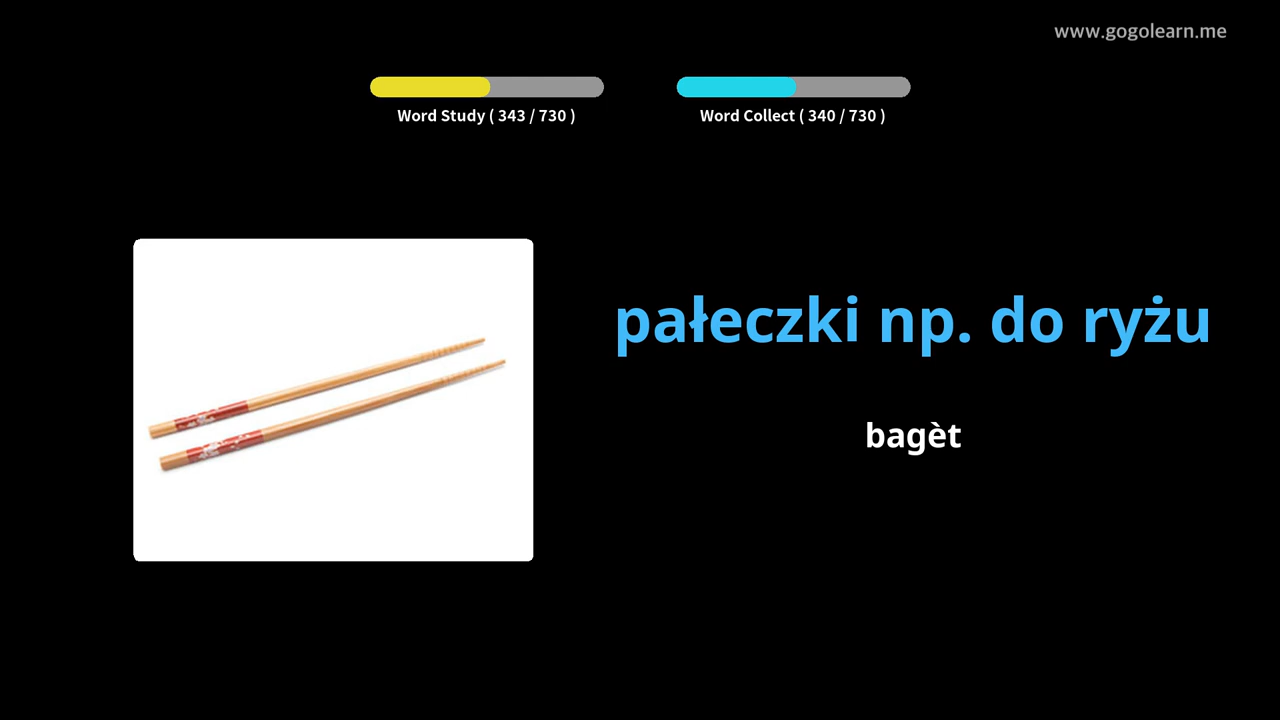 www.gogolearn.me
Word Study ( 343 / 730 )
Word Collect ( 340 / 730 )
pałeczki np. do ryżu
bagèt